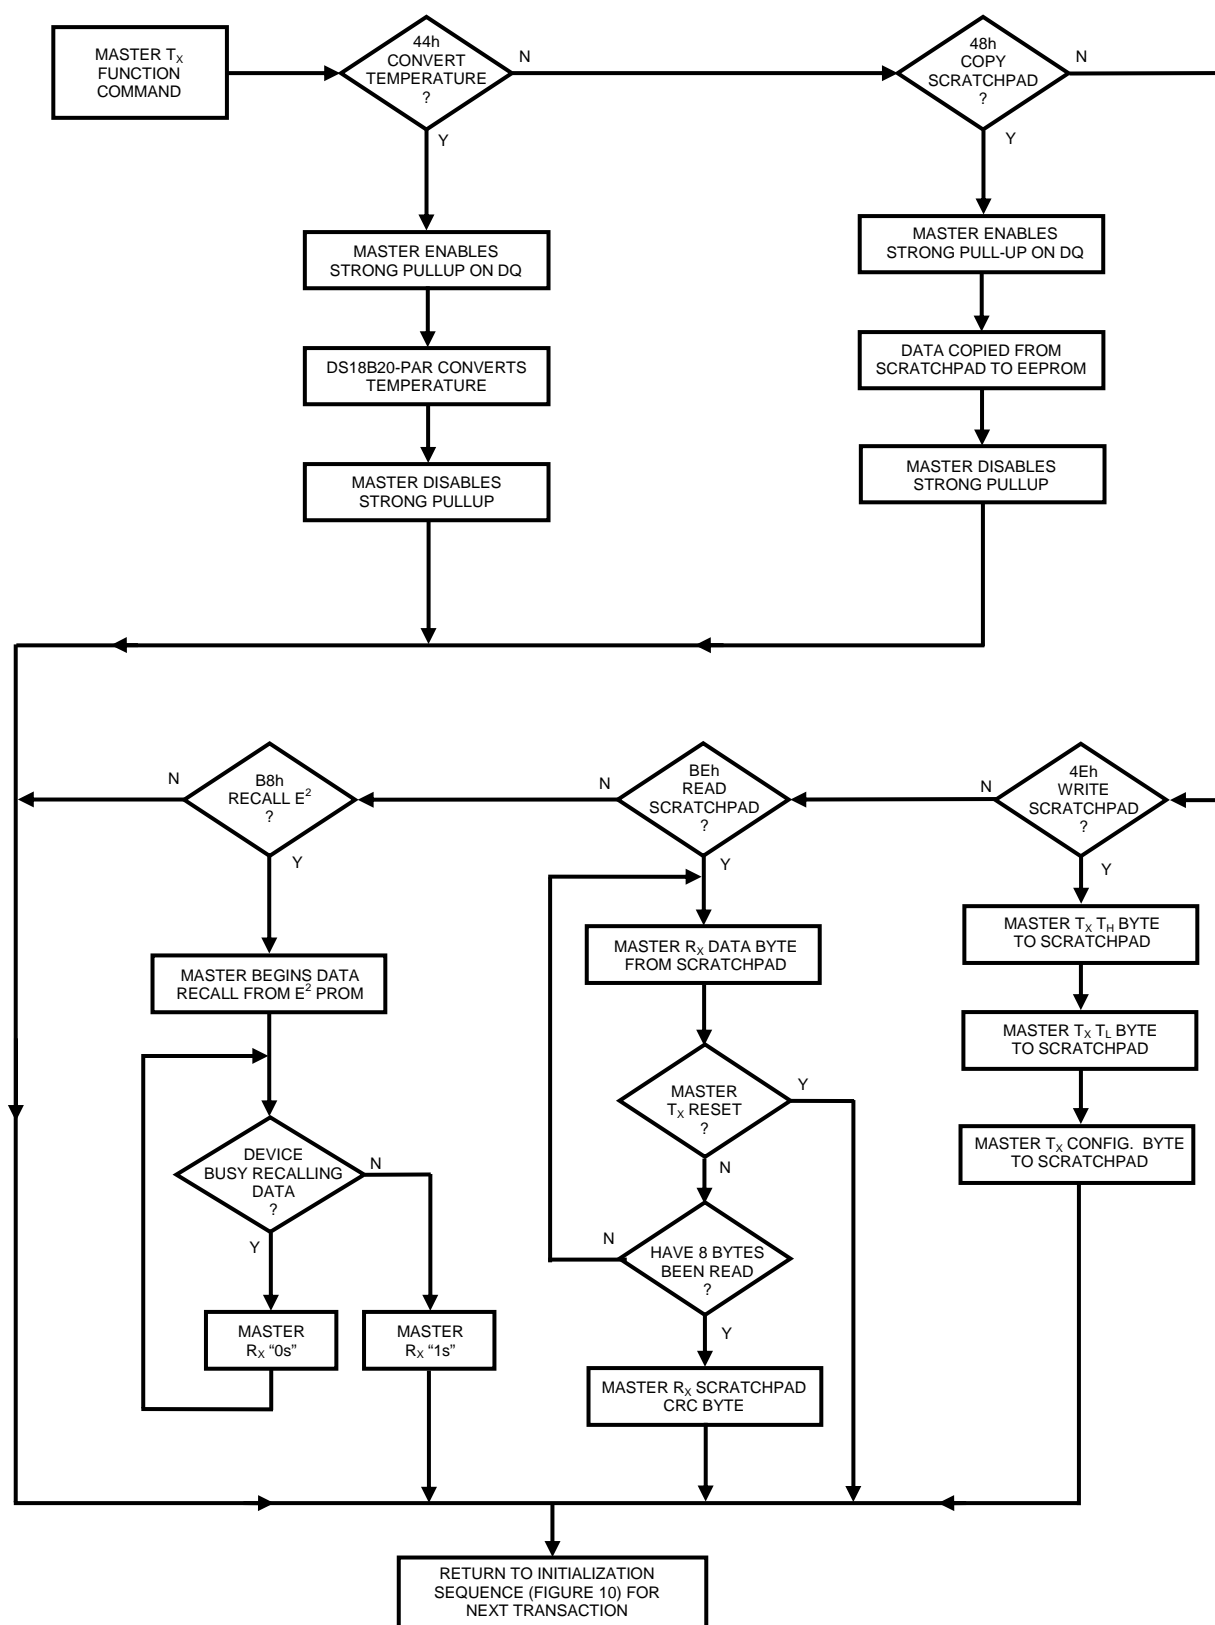 MASTER Tx
FUNCTION
COMMAND
44h
CONVERT
TEMPERATURE
?
N
Y
48h
COPY
SCRATCHPAD
?
N
Y
MASTER ENABLES
STRONG PULLUP ON DQ
MASTER ENABLES
STRONG PULL-UP ON DQ
DS18B20-PAR CONVERTS
TEMPERATURE
DATA COPIED FROM
SCRATCHPAD TO EEPROM
MASTER DISABLES
STRONG PULLUP
MASTER DISABLES
STRONG PULLUP
N
B8h
RECALL E²
?
Y
N
BEh
READ
SCRATCHPAD
?
Y
N
4Eh
WRITE
SCRATCHPAD
?
Y
MASTER BEGINS DATA
RECALL FROM E² PROM
MASTER Rx DATA BYTE
FROM SCRATCHPAD
MASTER Tx TH BYTE
TO SCRATCHPAD
MASTER Tx TL BYTE
TO SCRATCHPAD
MASTER Tx CONFIG. BYTE
TO SCRATCHPAD
DEVICE
BUSY RECALLING
DATA
?
N
Y
MASTER
Tx RESET
?
Y
N
N
HAVE 8 BYTES
BEEN READ
?
Y
MASTER
Rx “0s”
MASTER
Rx “1s”
MASTER Rx SCRATCHPAD
CRC BYTE
RETURN TO INITIALIZATION
SEQUENCE (FIGURE 10) FOR
NEXT TRANSACTION